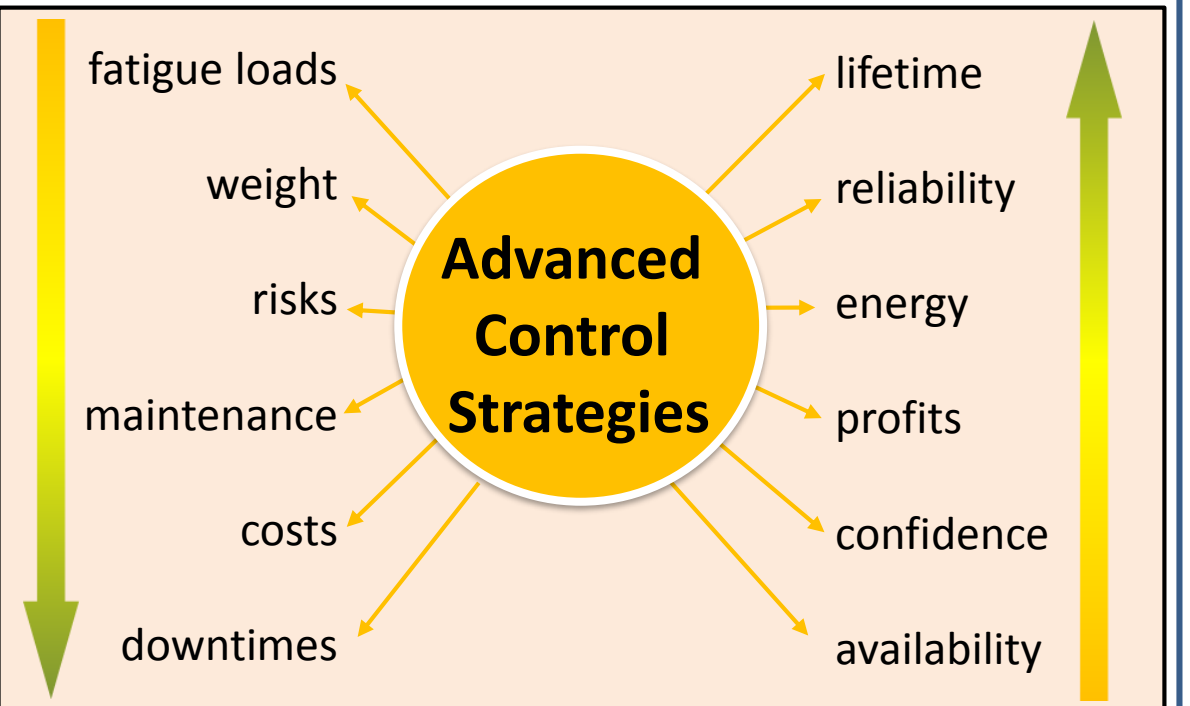 fatigue loads
weight
risks
maintenance
costs
downtimes
Advanced
Control
Strategies
lifetime
reliability
energy
profits
confidence
availability